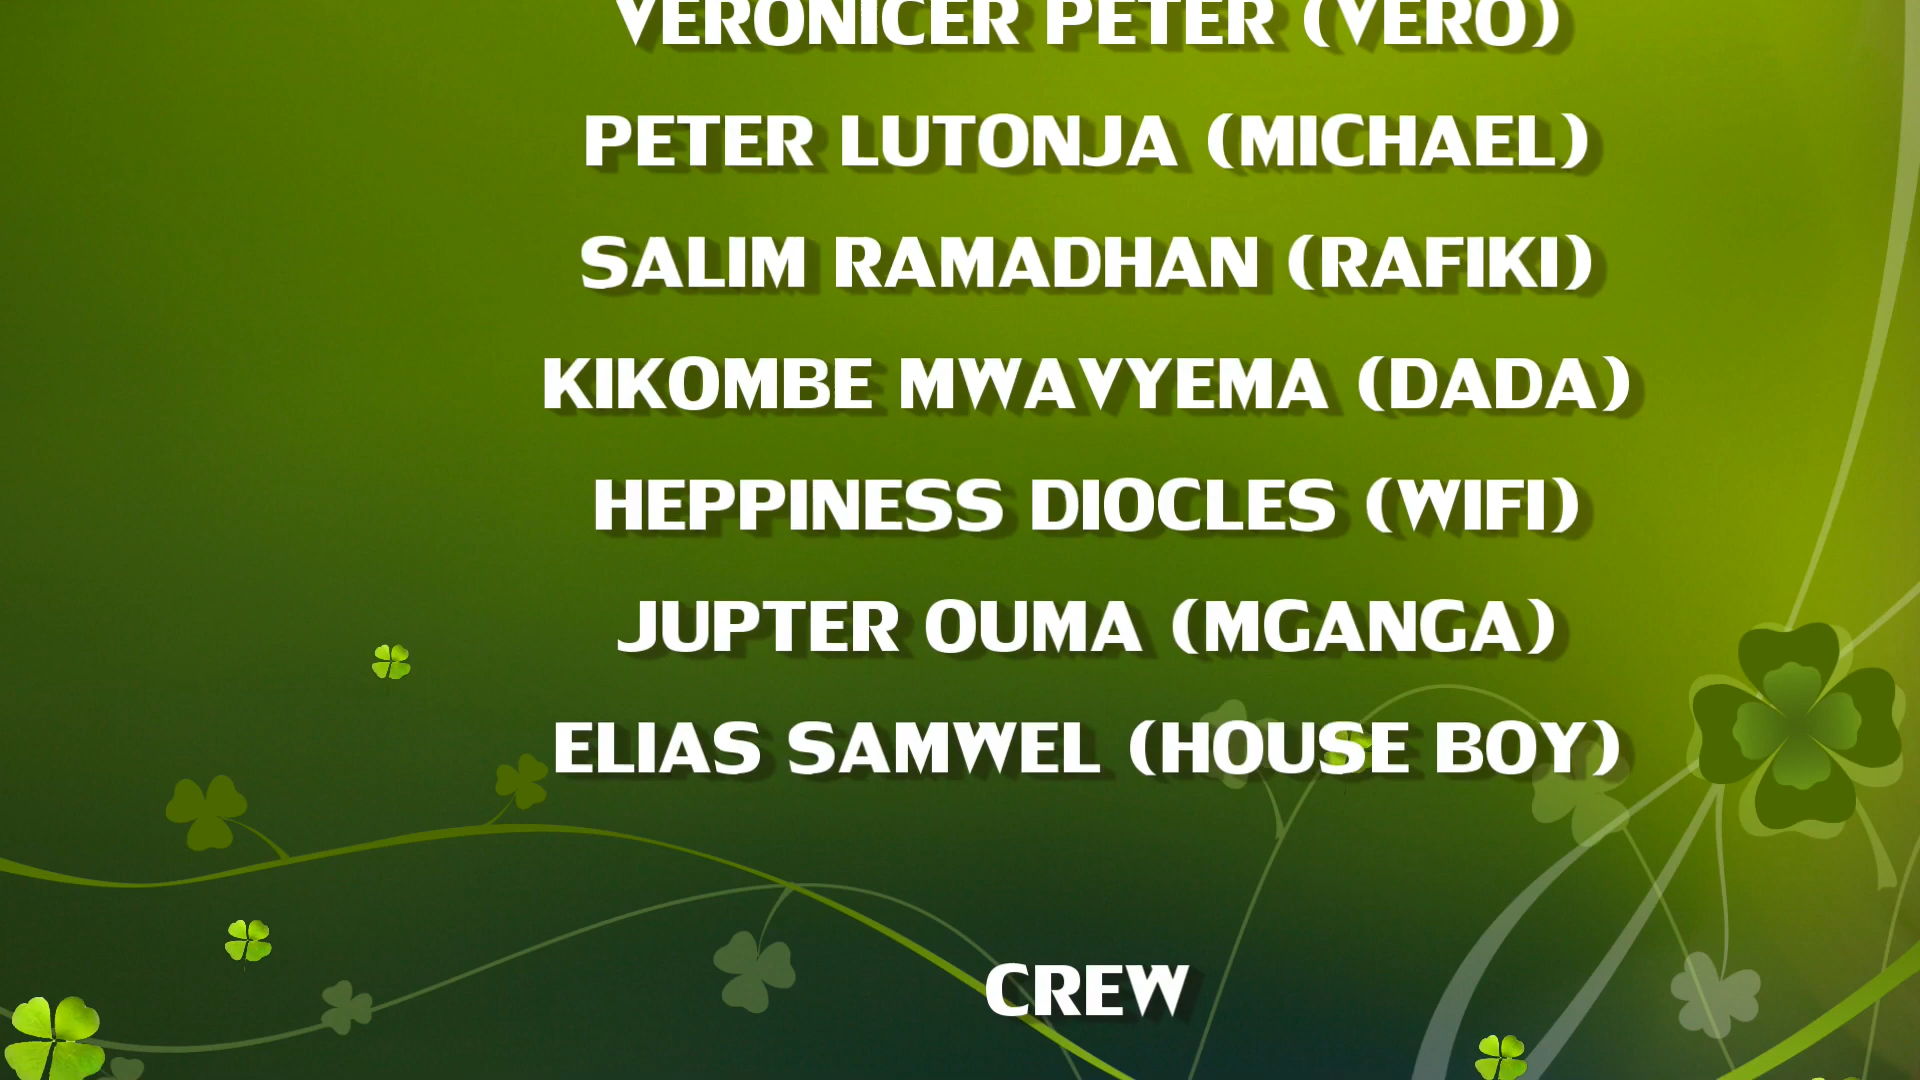 VERONICER PETER (VERO)
PETER LUTONJA (MICHAEL)
SALIM RAMADHAN (RAFIKI)
KIKOMBE MWAVYEMA (DADA)
HEPPINESS DIOCLES (WIFI)
JUPTER OUMA (MGANGA)
ELIAS SAMWEL (HOUSE BOY)
CREW